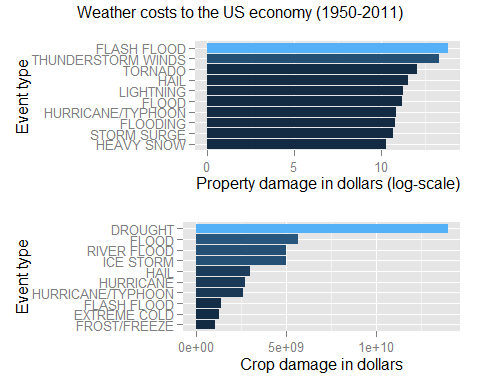 Weather costs to the US economy (1950-2011)
Event type
FLASH FLOOD
THUNDERSTORM WINDS
TORNADO
HAIL
LIGHTNING
FLOOD
HURRICANE/TYPHOON
FLOODING
STORM SURGE
HEAVY SNOW
0 5 10
Property damage in dollars (log-scale)
Event type
DROUGHT
FLOOD
RIVER FLOOD
ICE STORM
HAIL
HURRICANE
HURRICANE/TYPHOON
FLASH FLOOD
EXTREME COLD
FROST/FREEZE
0e+00 5e+09 1e+10
Crop damage in dollars